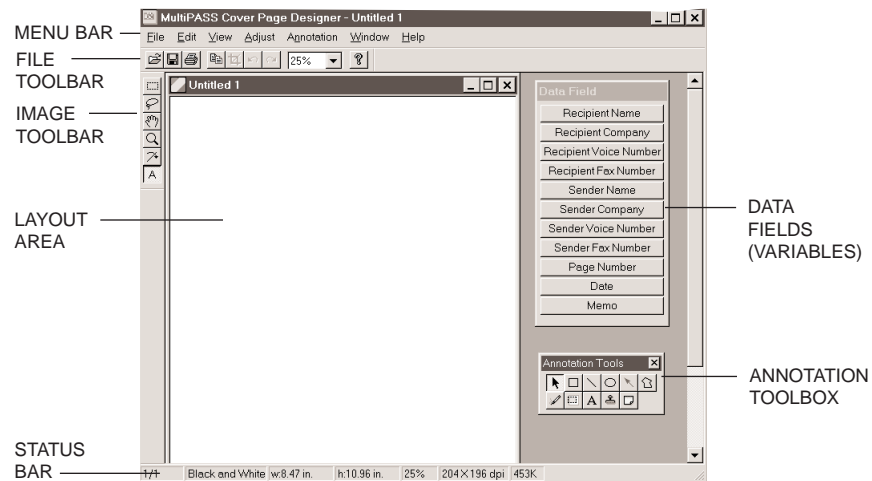 MultiPASS Cover Page Designer - Untitled 1
MENU BAR
File Edit View Adjust Annotation Window Help
FILE
TOOLBAR
25%
Untitled 1
IMAGE
TOOLBAR
A
LAYOUT
AREA
Data Field
Recipient Name
Recipient Company
Recipient Voice Number
Recipient Fax Number
Sender Name
Sender Company
Sender Voice Number
Sender Fax Number
Page Number
Date
Memo
DATA
FIELDS
(VARIABLES)
Annotation Tools
A
ANNOTATION
TOOLBOX
STATUS
BAR
1/1 Black and White w:8.47 in. h:10.96 in. 25% 204×196 dpi 453K